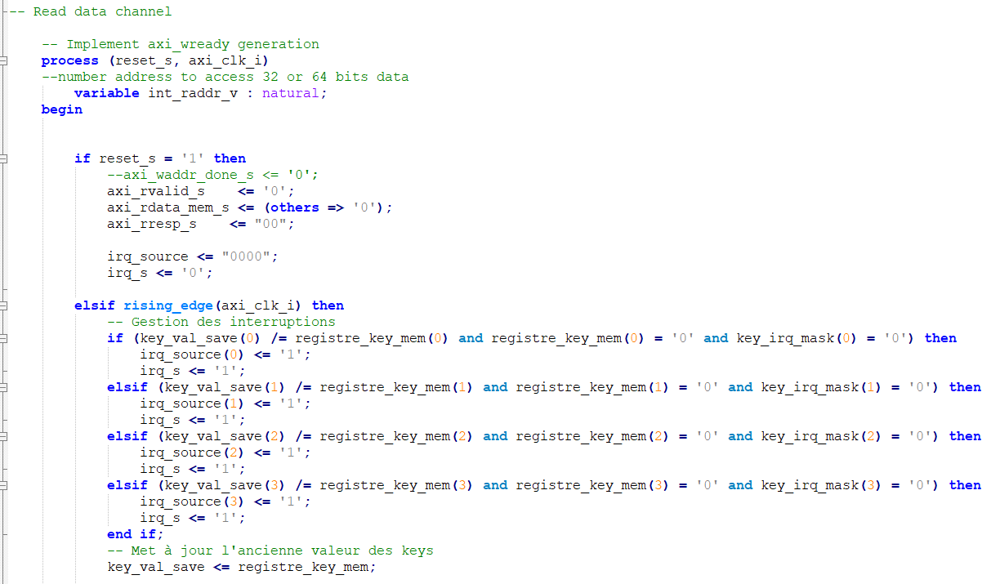 -- Read data channel
-- Implement axi_wready generation
process (reset_s, axi_clk_i)
--number address to access 32 or 64 bits data
variable int_raddr_v : natural;
begin
if reset_s = '1' then
--axi_waddr_done_s <= '0';
axi_rvalid_s    <= '0';
axi_rdata_mem_s <= (others => '0');
axi_rresp_s    <= "00";
irq_source <= "0000";
irq_s <= '0';
elsif rising_edge(axi_clk_i) then
-- Gestion des interruptions
if (key_val_save(0) /= registre_key_mem(0) and registre_key_mem(0) = '0' and key_irq_mask(0) = '0') then
irq_source(0) <= '1';
irq_s <= '1';
elsif (key_val_save(1) /= registre_key_mem(1) and registre_key_mem(1) = '0' and key_irq_mask(1) = '0') then
irq_source(1) <= '1';
irq_s <= '1';
elsif (key_val_save(2) /= registre_key_mem(2) and registre_key_mem(2) = '0' and key_irq_mask(2) = '0') then
irq_source(2) <= '1';
irq_s <= '1';
elsif (key_val_save(3) /= registre_key_mem(3) and registre_key_mem(3) = '0' and key_irq_mask(3) = '0') then
irq_source(3) <= '1';
irq_s <= '1';
end if;
-- Met à jour l'ancienne valeur des keys
key_val_save <= registre_key_mem;